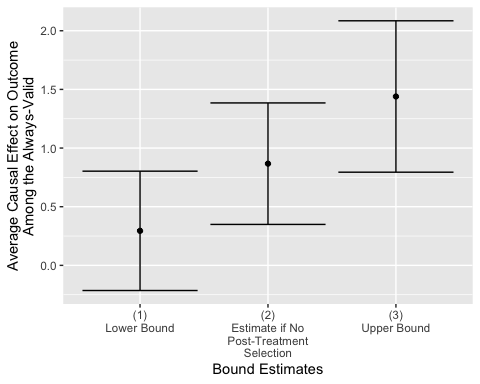 Average Causal Effect on Outcome
Among the Always-Valid
2.0
1.5
1.0
0.5
0.0
(1)
Lower Bound
(2)
Estimate if No
Post-Treatment
Selection
(3)
Upper Bound
Bound Estimates